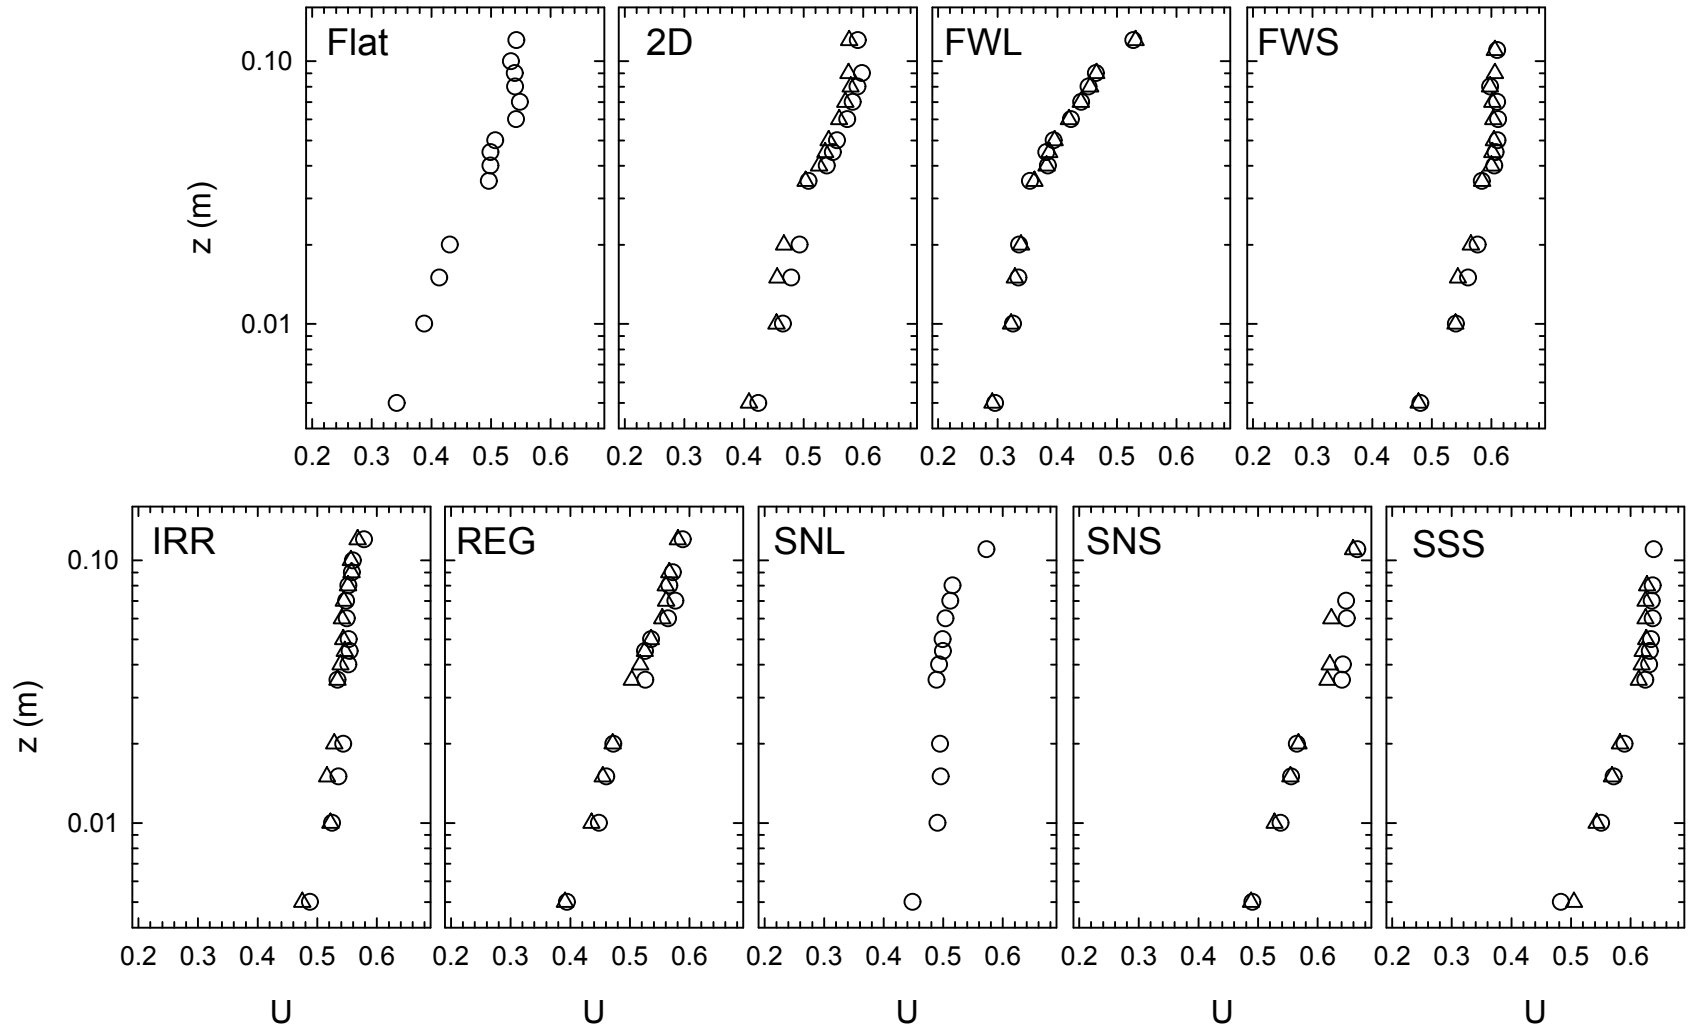 Flat 2D FWL FWS
0.10
z (m)
0.01
0.2 0.3 0.4 0.5 0.6 0.2 0.3 0.4 0.5 0.6 0.2 0.3 0.4 0.5 0.6 0.2 0.3 0.4 0.5 0.6
IRR REG SNL SNS SSS
0.10
z (m)
0.01
0.2 0.3 0.4 0.5 0.6 0.2 0.3 0.4 0.5 0.6 0.2 0.3 0.4 0.5 0.6 0.2 0.3 0.4 0.5 0.6 0.2 0.3 0.4 0.5 0.6
U U U U U